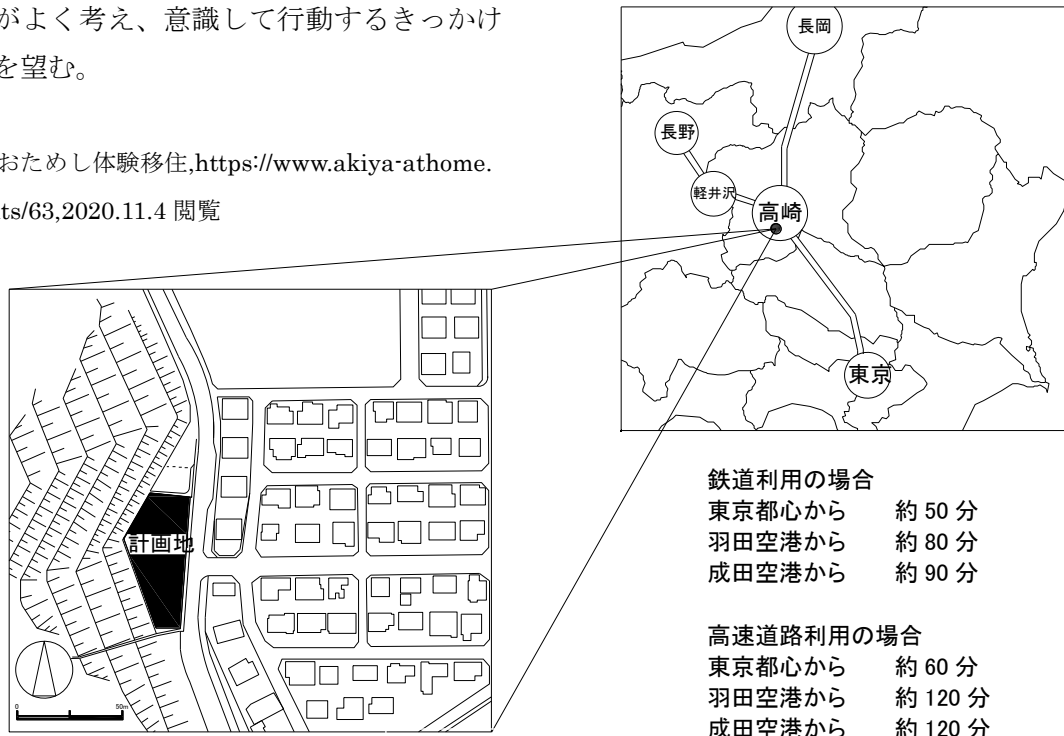 がよく考え、意識して行動するきっかけ
を望む。
おためし体験移住,https://www.akiya-athome.
ts/63,2020.11.4 閲覧
長岡
長野
軽井沢
高崎
東京
計画地
0 50m
鉄道利用の場合
東京都心から 約 50 分
羽田空港から 約 80 分
成田空港から 約 90 分
高速道路利用の場合
東京都心から 約 60 分
羽田空港から 約 120 分
成田空港から 約 120 分